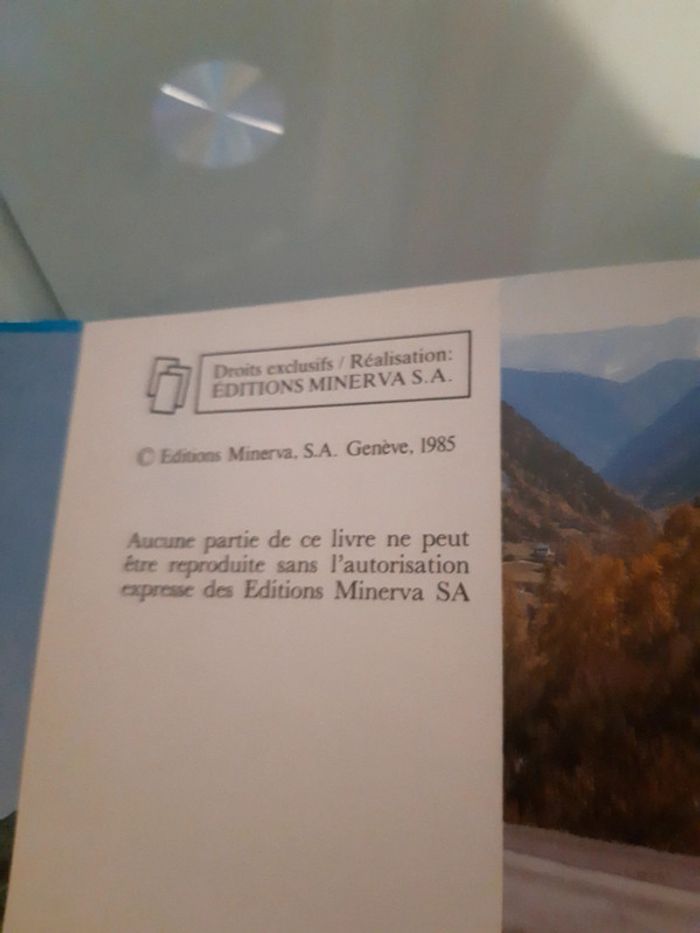 Droits exclusifs / Réalisation:
ÉDITIONS MINERVA S.A.
© Editions Minerva, S.A. Genève, 1985
Aucune partie de ce livre ne peut
être reproduite sans l'autorisation
expresse des Editions Minerva SA